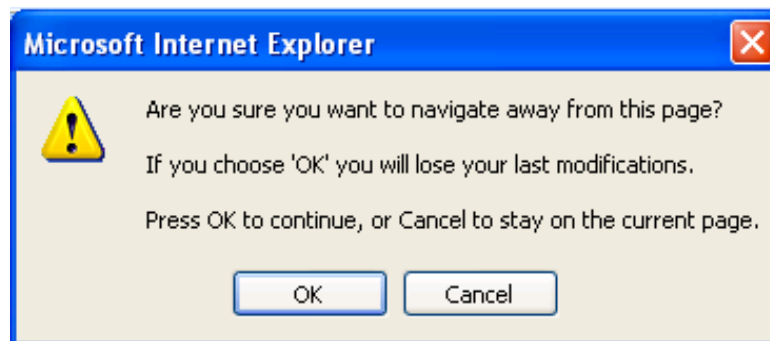 Microsoft Internet Explorer
Are you sure you want to navigate away from this page?
If you choose 'OK' you will lose your last modifications.
Press OK to continue, or Cancel to stay on the current page.
OK Cancel